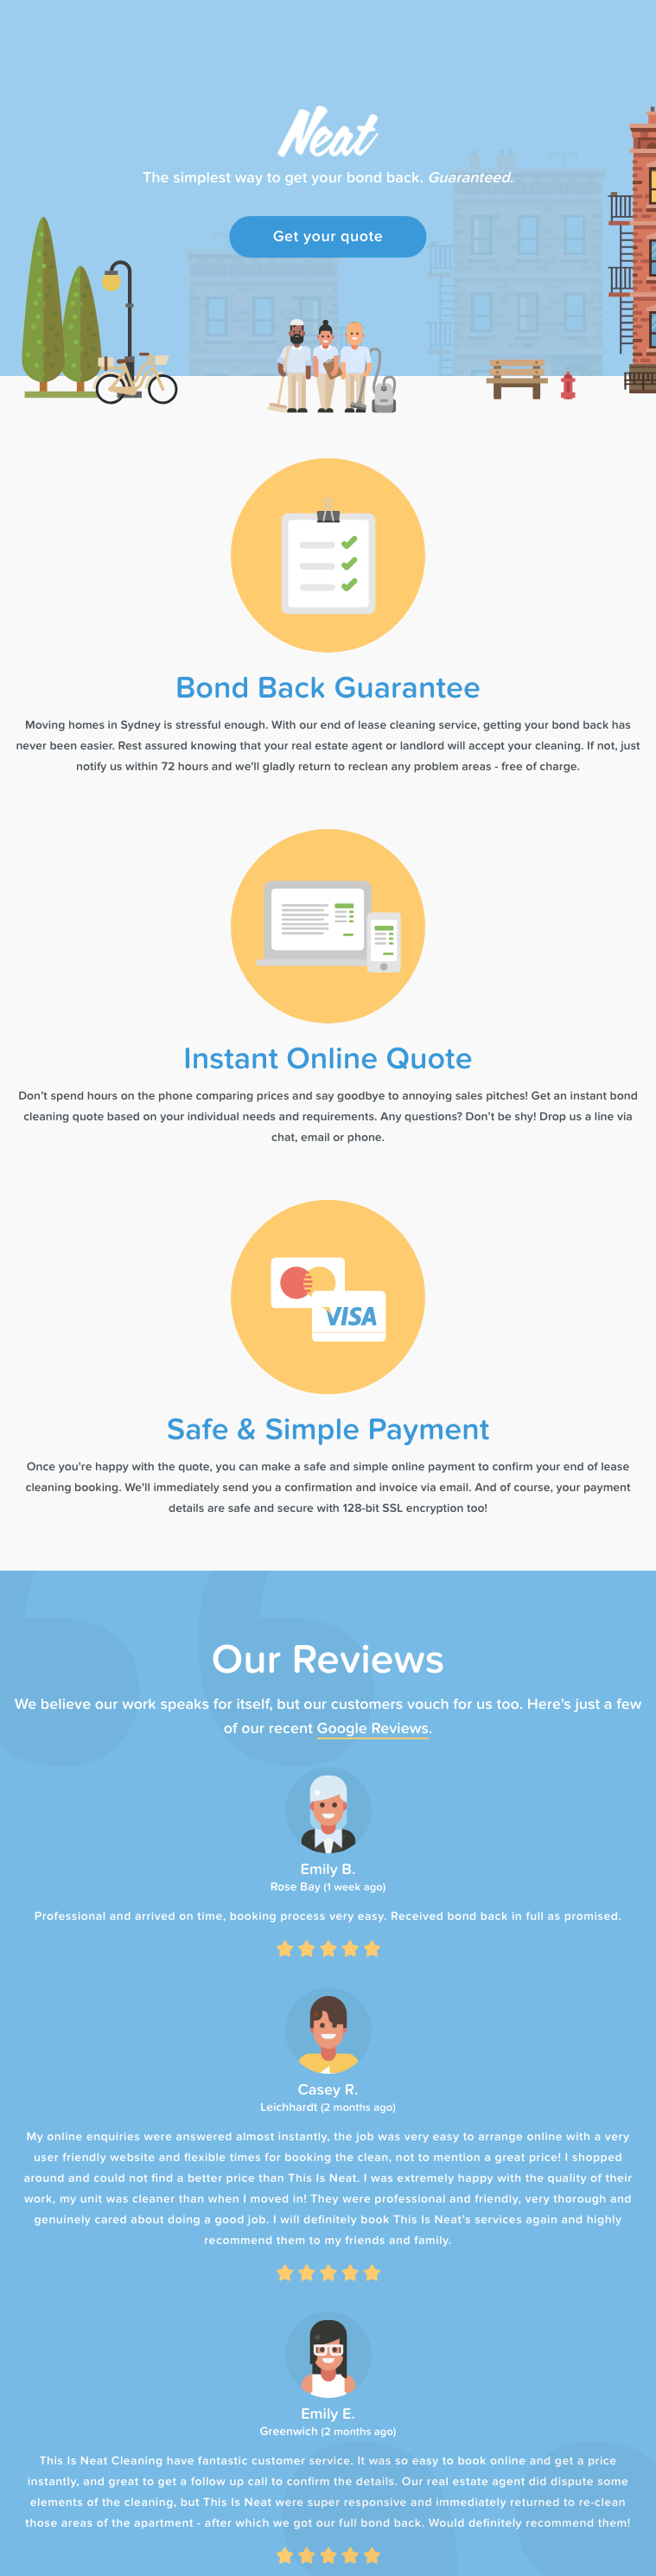 Neat
The simplest way to get your bond back. Guaranteed.
Get your quote
Bond Back Guarantee
Moving homes in Sydney is stressful enough. With our end of lease cleaning service, getting your bond back has
never been easier. Rest assured knowing that your real estate agent or landlord will accept your cleaning. If not, just
notify us within 72 hours and we'll gladly return to reclean any problem areas - free of charge.
Instant Online Quote
Don't spend hours on the phone comparing prices and say goodbye to annoying sales pitches! Get an instant bond
cleaning quote based on your individual needs and requirements. Any questions? Don't be shy! Drop us a line via
chat, email or phone.
VISA
Safe & Simple Payment
Once you're happy with the quote, you can make a safe and simple online payment to confirm your end of lease
cleaning booking. We'll immediately send you a confirmation and invoice via email. And of course, your payment
details are safe and secure with 128-bit SSL encryption too!
Our Reviews
We believe our work speaks for itself, but our customers vouch for us too. Here's just a few
of our recent Google Reviews.
Emily B.
Rose Bay (1 week ago)
Professional and arrived on time, booking process very easy. Received bond back in full as promised.
Casey R.
Leichhardt (2 months ago)
My online enquiries were answered almost instantly, the job was very easy to arrange online with a very
user friendly website and flexible times for booking the clean, not to mention a great price! I shopped
around and could not find a better price than This Is Neat. I was extremely happy with the quality of their
work, my unit was cleaner than when I moved in! They were professional and friendly, very thorough and
genuinely cared about doing a good job. I will definitely book This Is Neat's services again and highly
recommend them to my friends and family.
Emily E.
Greenwich (2 months ago)
This Is Neat Cleaning have fantastic customer service. It was so easy to book online and get a price
instantly, and great to get a follow up call to confirm the details. Our real estate agent did dispute some
elements of the cleaning, but This Is Neat were super responsive and immediately returned to re-clean
those areas of the apartment - after which we got our full bond back. Would definitely recommend them!